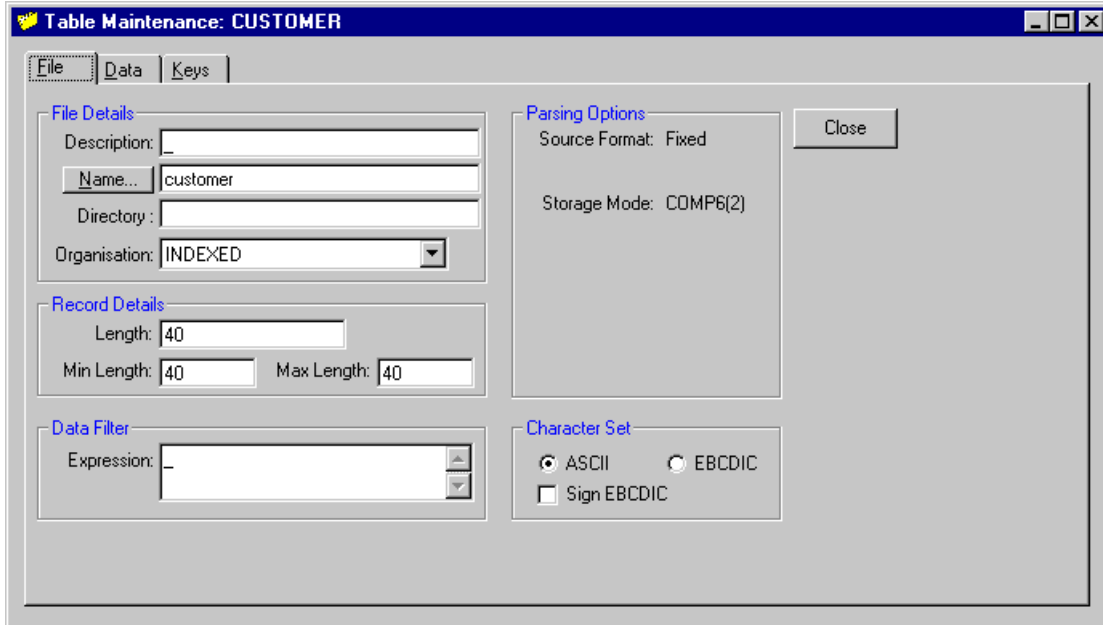 Table Maintenance: CUSTOMER
File Data Keys
File Details
Description: _
Name... customer
Directory :
Organisation: INDEXED
Record Details
Length: 40
Min Length: 40 Max Length: 40
Data Filter
Expression: _
Parsing Options
Source Format: Fixed
Storage Mode: COMP6(2)
Character Set
ASCII EBCDIC
Sign EBCDIC
Close